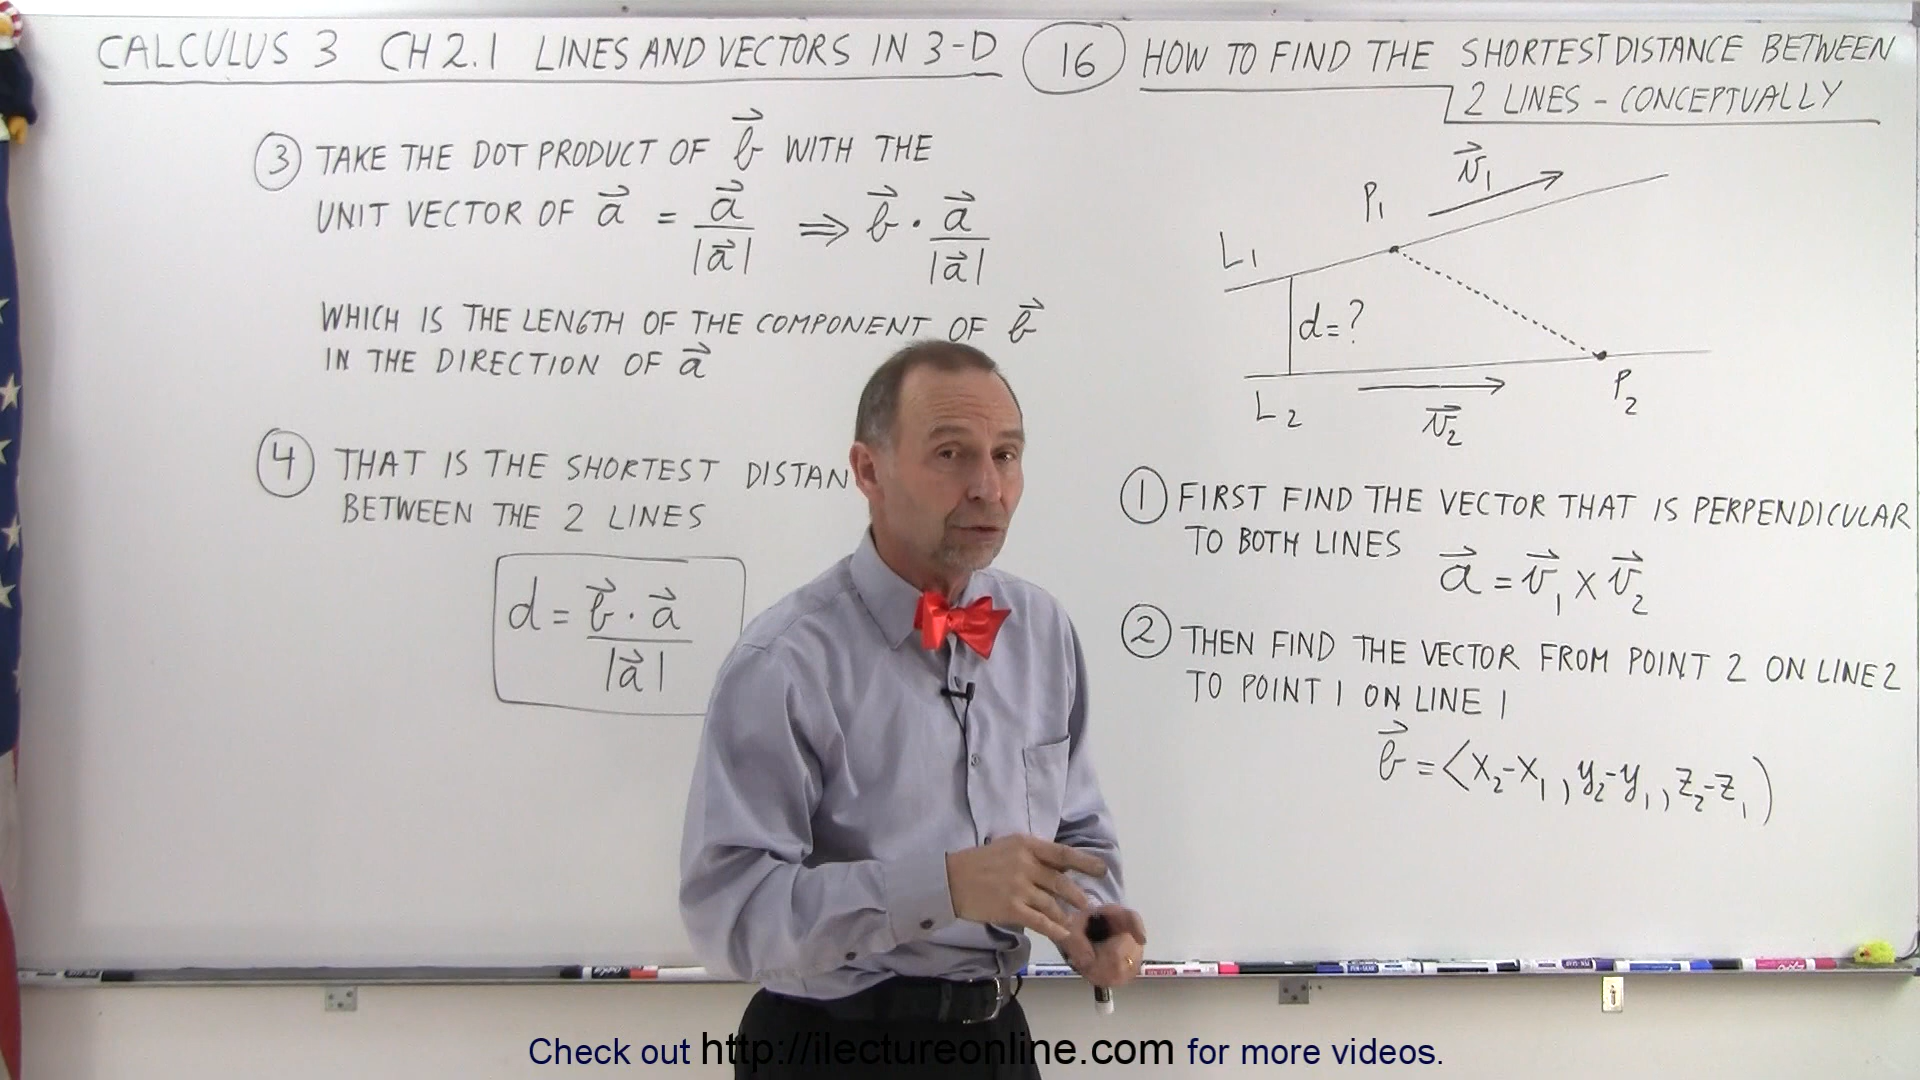 CALCULUS 3 CH 2.1 LINES AND VECTORS IN 3-D
16 HOW TO FIND THE SHORTEST DISTANCE BETWEEN
2 LINES - CONCEPTUALLY
③ TAKE THE DOT PRODUCT OF b⃗ WITH THE
UNIT VECTOR OF a⃗ = a⃗/|a⃗| ⇒ b⃗ · a⃗/|a⃗|
WHICH IS THE LENGTH OF THE COMPONENT OF b⃗
IN THE DIRECTION OF a⃗
④ THAT IS THE SHORTEST DISTAN
BETWEEN THE 2 LINES
d = b⃗ · a⃗/|a⃗|
v⃗₁
P₁
L₁
d=?
L₂
v⃗₂
P₂
① FIRST FIND THE VECTOR THAT IS PERPENDICULAR
TO BOTH LINES
a⃗ = v⃗₁ × v⃗₂
② THEN FIND THE VECTOR FROM POINT 2 ON LINE 2
TO POINT 1 ON LINE 1
b⃗ = ⟨x₂-x₁, y₂-y₁, z₂-z₁)
Check out http://ilectureonline.com for more videos.